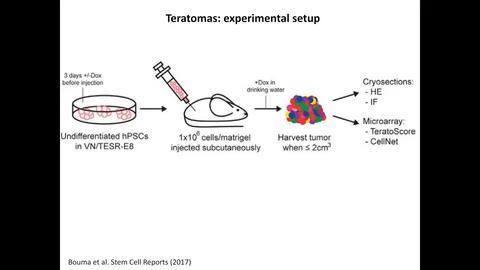 Teratomas: experimental setup
3 days +/-Dox
before injection
Undifferentiated hPSCs
in VN/TESR-E8
1x10⁶ cells/matrigel
injected subcutaneously
+Dox in
drinking water
Harvest tumor
when ≤ 2cm³
Cryosections:
- HE
- IF
Microarray:
- TeratoScore
- CellNet
Bouma et al. Stem Cell Reports (2017)